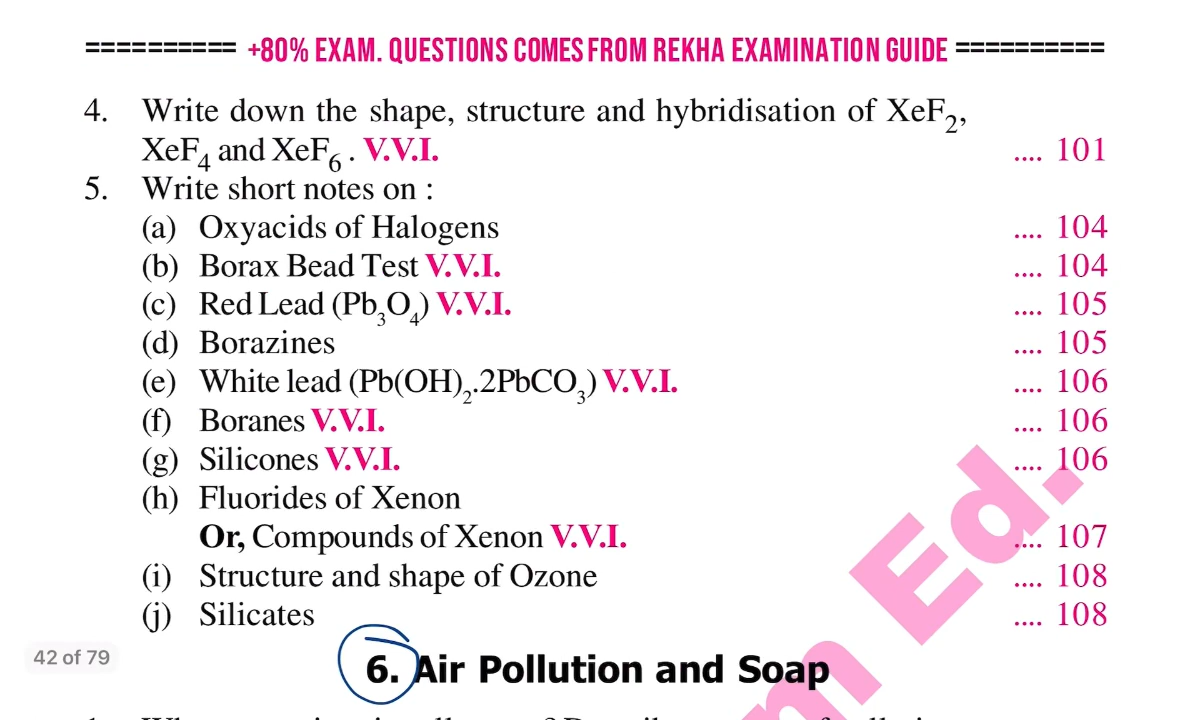 ========== +80% EXAM. QUESTIONS COMES FROM REKHA EXAMINATION GUIDE ==========
4. Write down the shape, structure and hybridisation of XeF₂,
XeF₄ and XeF₆ . V.V.I. .... 101
5. Write short notes on :
(a) Oxyacids of Halogens .... 104
(b) Borax Bead Test V.V.I. .... 104
(c) Red Lead (Pb₃O₄) V.V.I. .... 105
(d) Borazines .... 105
(e) White lead (Pb(OH)₂.2PbCO₃) V.V.I. .... 106
(f) Boranes V.V.I. .... 106
(g) Silicones V.V.I. .... 106
(h) Fluorides of Xenon
Or, Compounds of Xenon V.V.I. .... 107
(i) Structure and shape of Ozone .... 108
(j) Silicates .... 108
42 of 79
6. Air Pollution and Soap
m Ed.